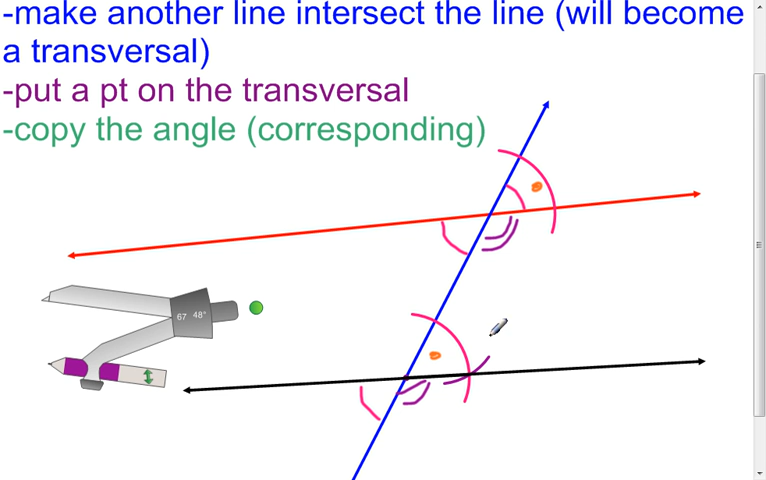 -make another line intersect the line (will become
a transversal)
-put a pt on the transversal
-copy the angle (corresponding)
67 48°